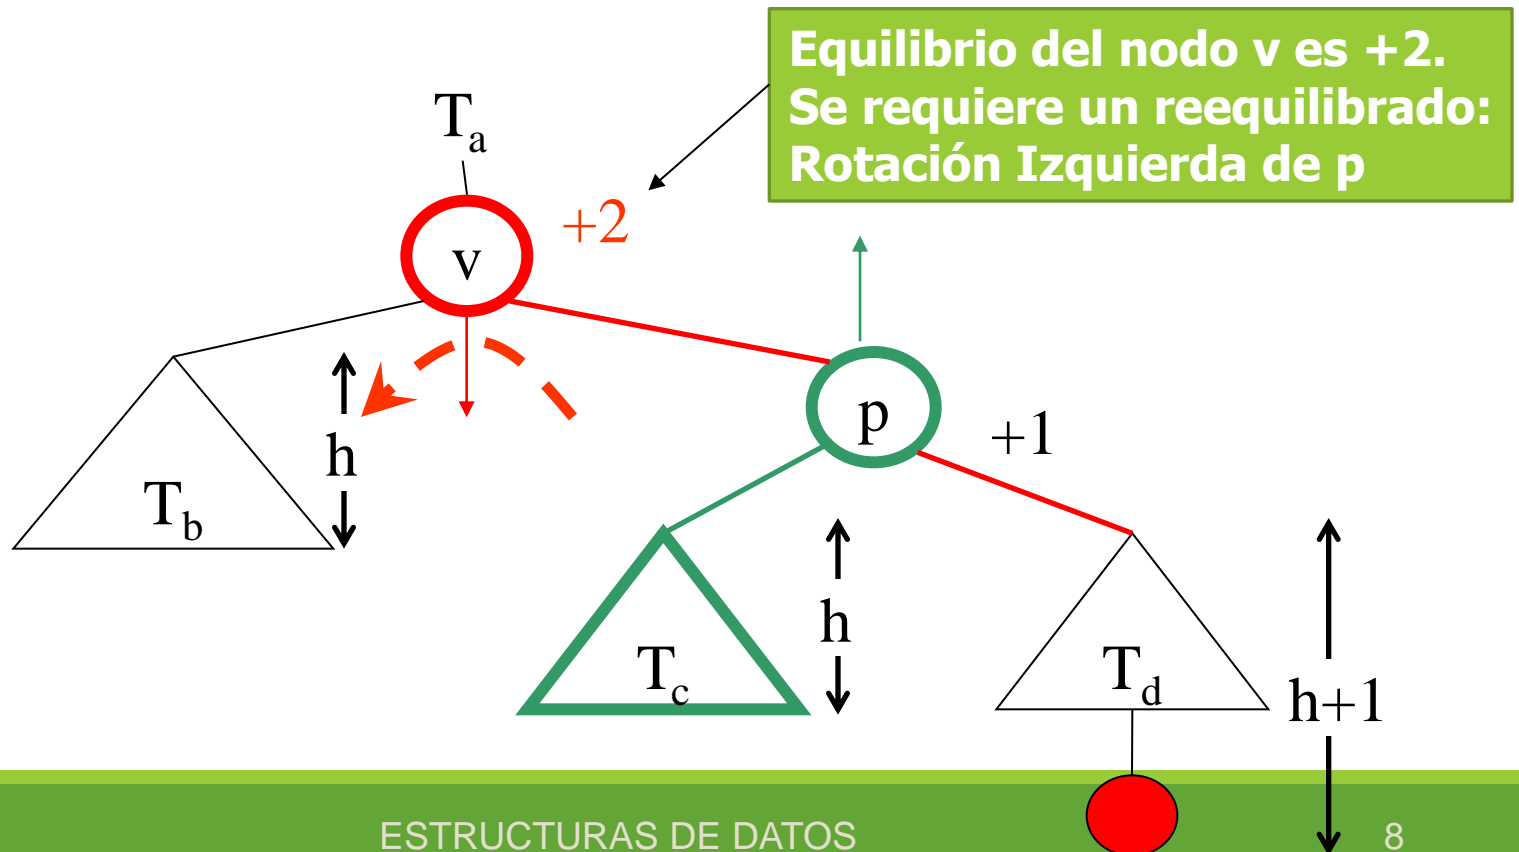 Equilibrio del nodo v es +2.
Se requiere un reequilibrado:
Rotación Izquierda de p
Ta
+2
v
p
+1
h
Tb
h
Tc
Td
h+1
ESTRUCTURAS DE DATOS
8